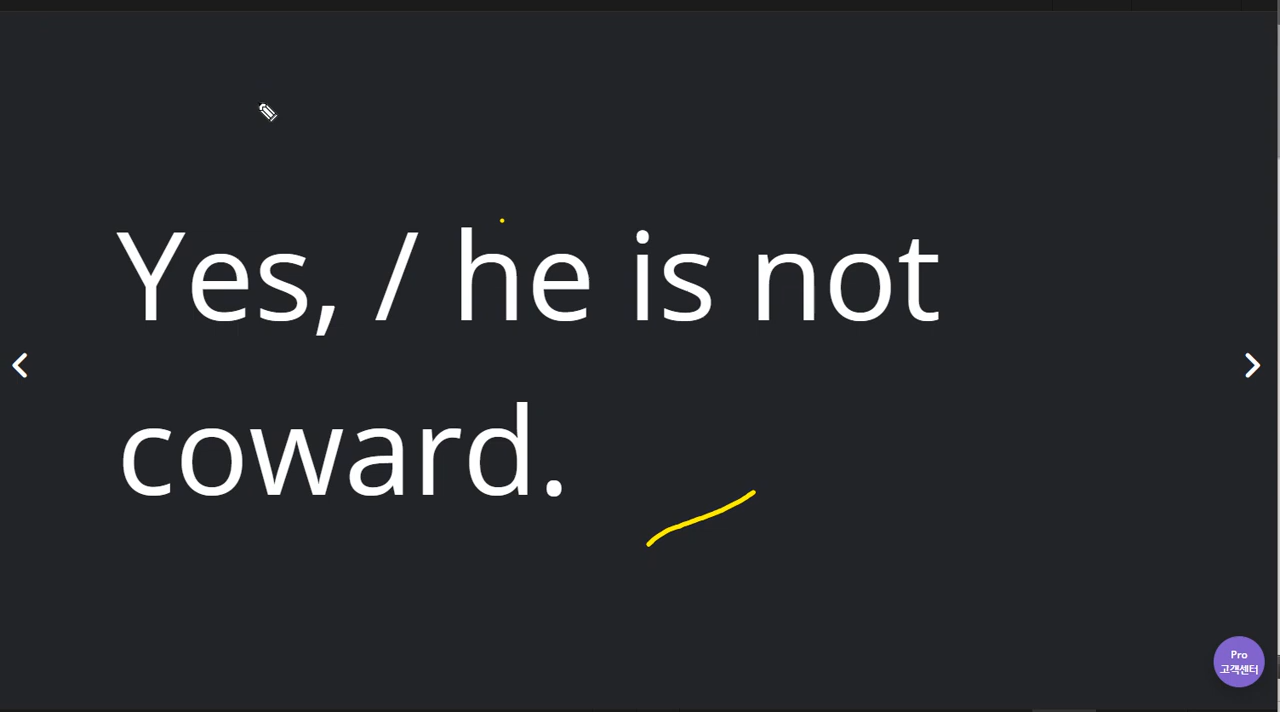 Yes, / he is not
coward.
Pro
고객센터